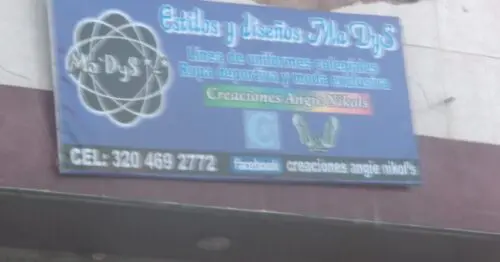 Estilos y diseños Ma'DyS
Ma'DyS
Linea de uniformes colegiales
Ropa deportiva y moda exclusiva
Creaciones Angie Nikols
C
CEL: 320 469 2772
facebook creaciones angie nikol's